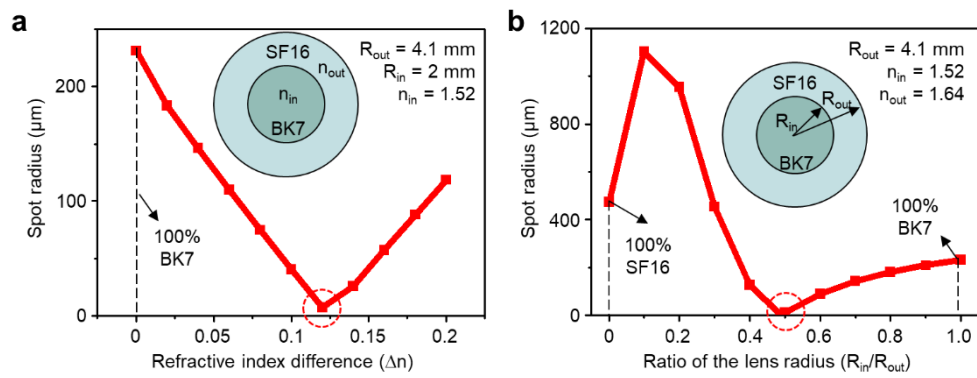 a
Spot radius (μm)
200
100
0
0.00
0.05
0.10
0.15
0.20
Refractive index difference (Δn)
100%
BK7
SF16
n_out
n_in
BK7
R_out = 4.1 mm
R_in = 2 mm
n_in = 1.52
b
Spot radius (μm)
1200
800
400
0
0.0
0.2
0.4
0.6
0.8
1.0
Ratio of the lens radius (R_in/R_out)
100%
SF16
SF16
R_out
R_in
BK7
R_out = 4.1 mm
n_in = 1.52
n_out = 1.64
100%
BK7